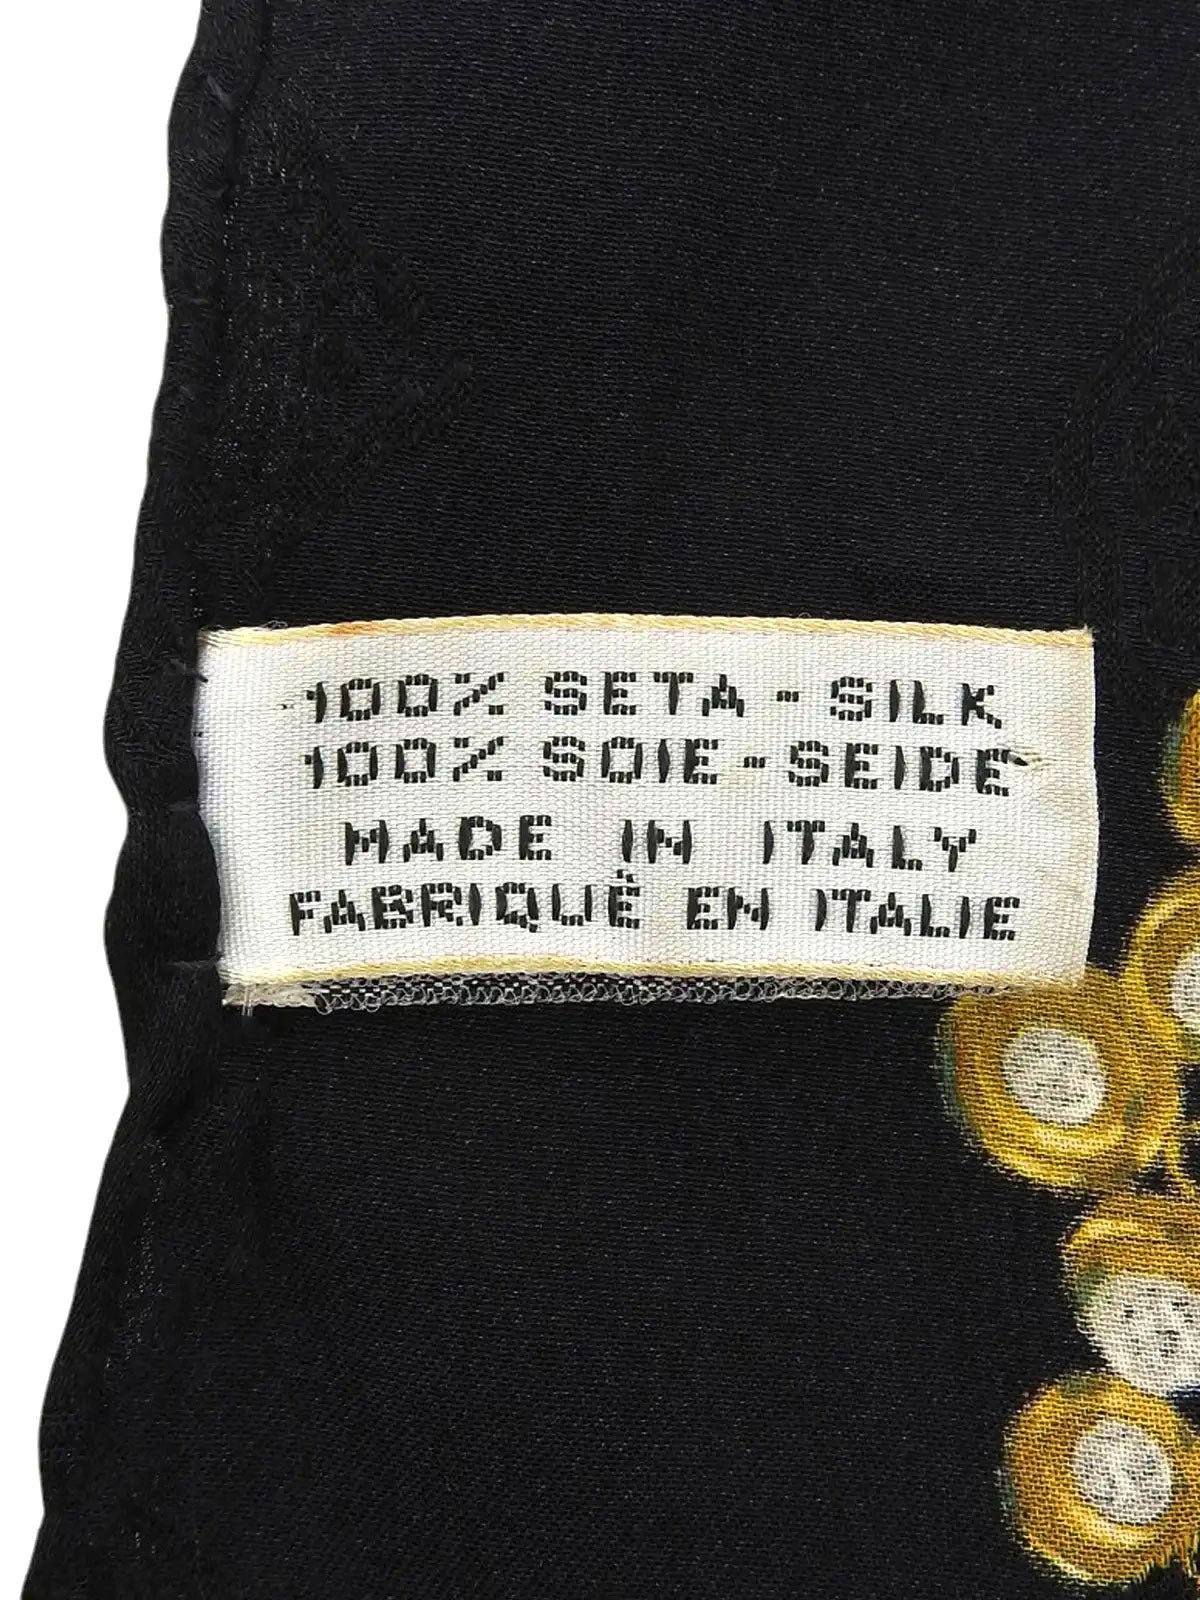 100% SETA - SILK
100% SOIE - SEIDE
MADE IN ITALY
FABRIQUÈ EN ITALIE